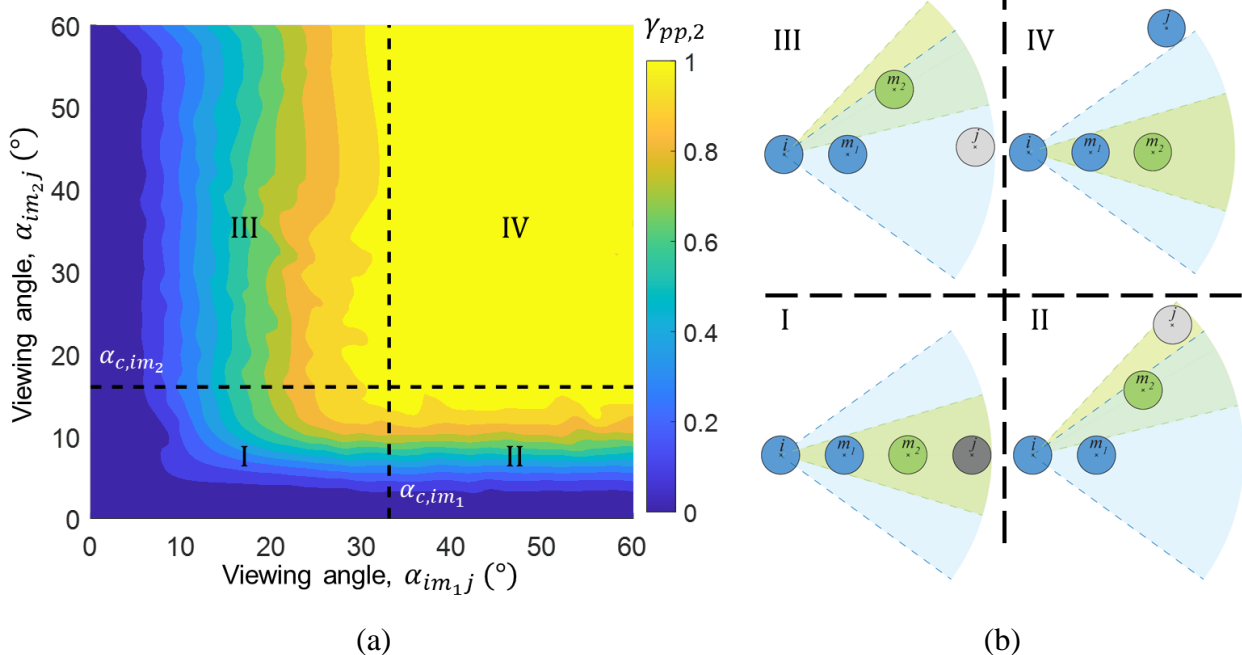 γ_{pp,2}
60
50
40
30
20
10
0
Viewing angle, α_{im_2j} (°)
III
IV
I
II
α_{c,im_2}
α_{c,im_1}
0 10 20 30 40 50 60
Viewing angle, α_{im_1j} (°)
1
0.8
0.6
0.4
0.2
0
(a)
III
i
m_1
m_2
j
IV
i
m_1
m_2
j
I
i
m_1
m_2
j
II
i
m_1
m_2
j
(b)